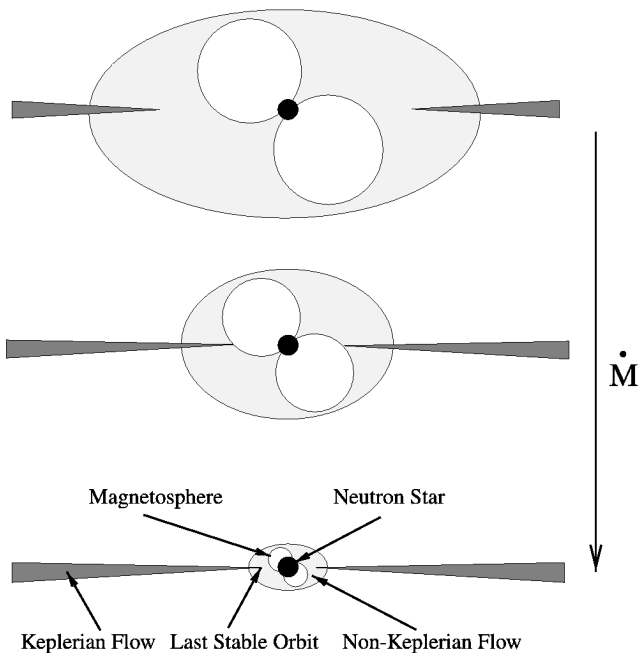 Ṁ
Magnetosphere
Neutron Star
Keplerian Flow
Last Stable Orbit
Non-Keplerian Flow